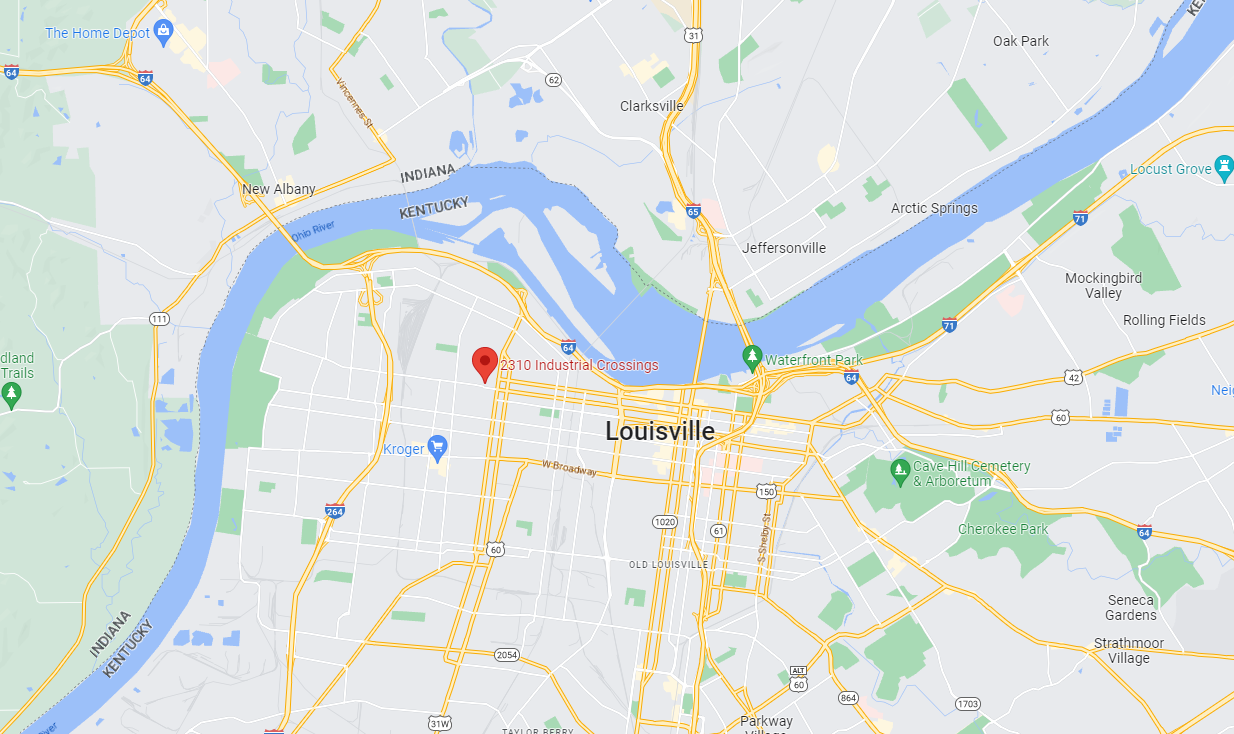 KE
31
Oak Park
The Home Depot
64
64
62
Vincennes St
Clarksville
Locust Grove
INDIANA
New Albany
KENTUCKY
Arctic Springs
65
71
Ohio River
Jeffersonville
Mockingbird
Valley
111
Rolling Fields
71
64
dland
Trails
2310 Industrial Crossings
Waterfront Park
64
42
Neig
60
Louisville
Kroger
W Broadway
Cave Hill Cemetery
& Arboretum
150
264
1020
61
Cherokee Park
64
S Shelby St
60
OLD LOUISVILLE
Seneca
Gardens
INDIANA
KENTUCKY
Strathmoor
Village
2054
ALT
60
864
1703
31W
Parkway
Village
TAYLOR BERRY